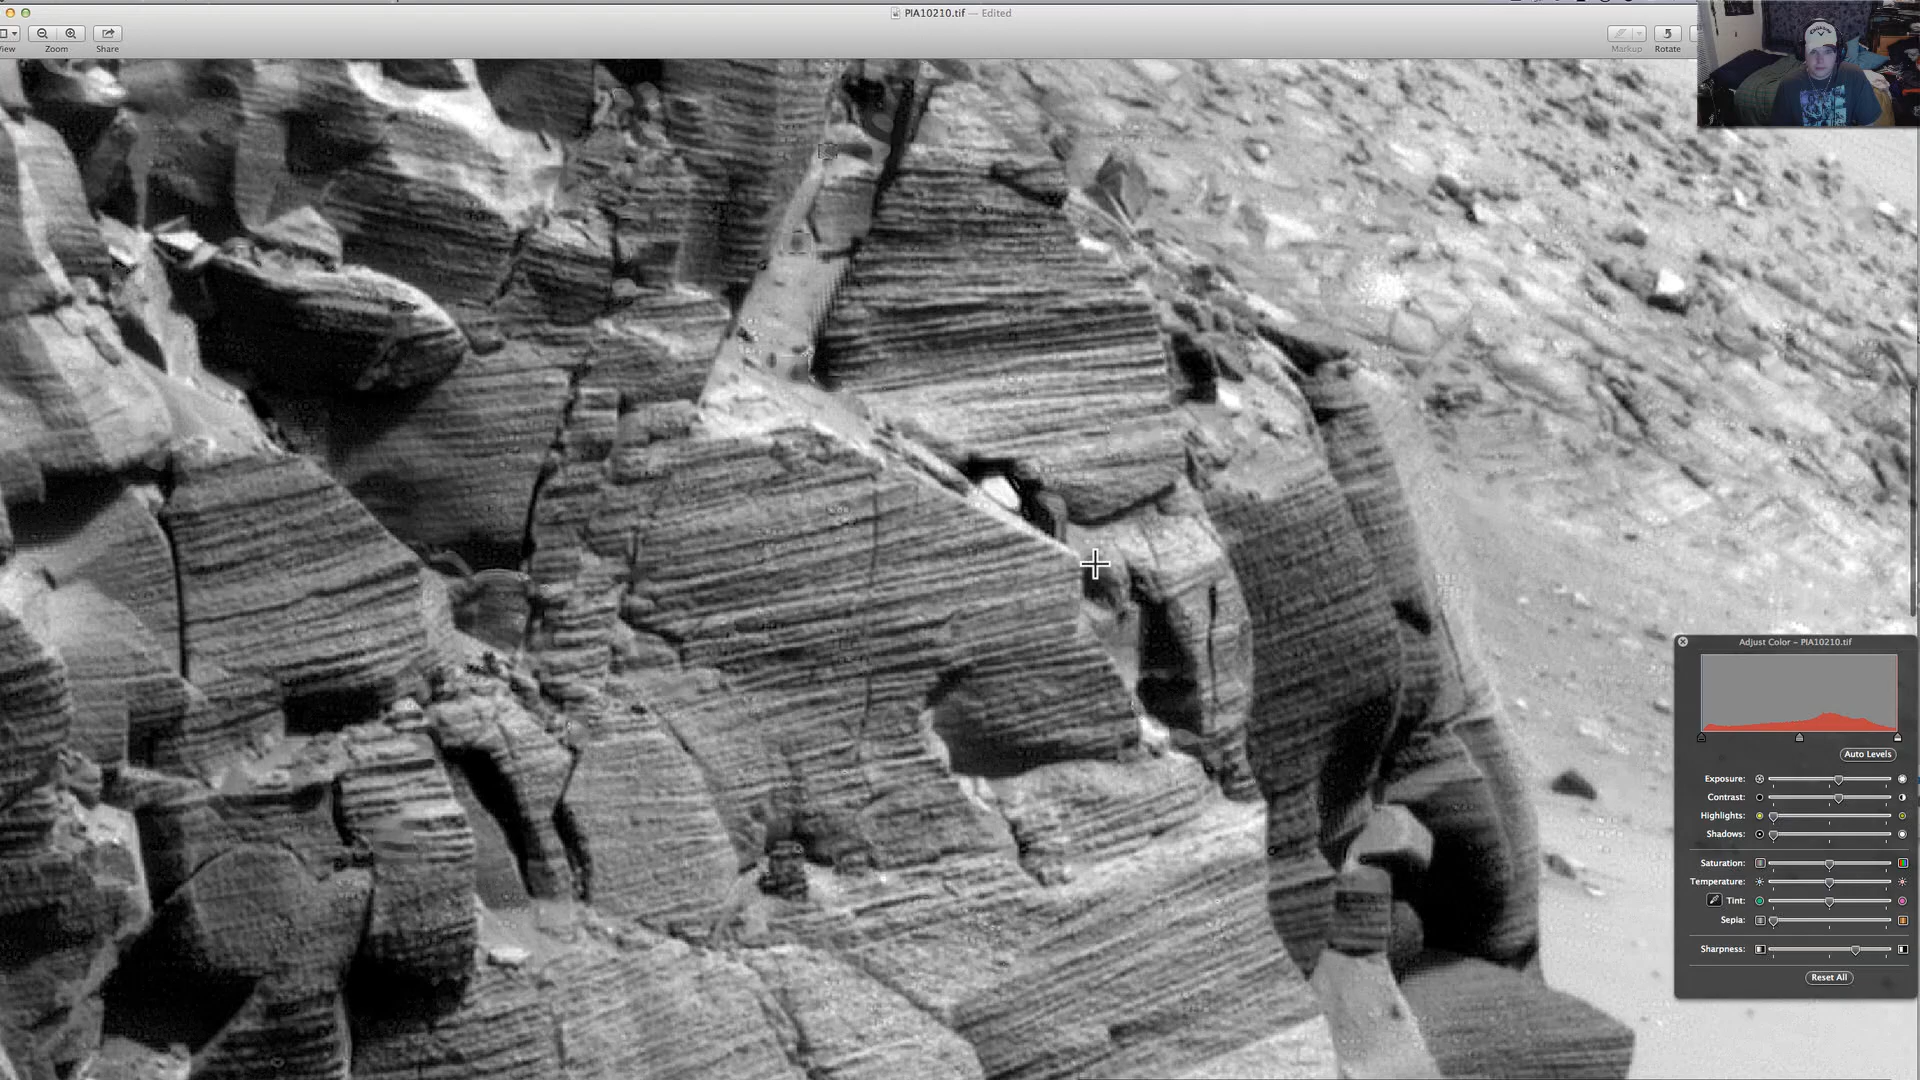 PIA10210.tif — Edited
View
Zoom
Share
Markup
Rotate
Adjust Color – PIA10210.tif
Auto Levels
Exposure:
Contrast:
Highlights:
Shadows:
Saturation:
Temperature:
Tint:
Sepia:
Sharpness:
Reset All